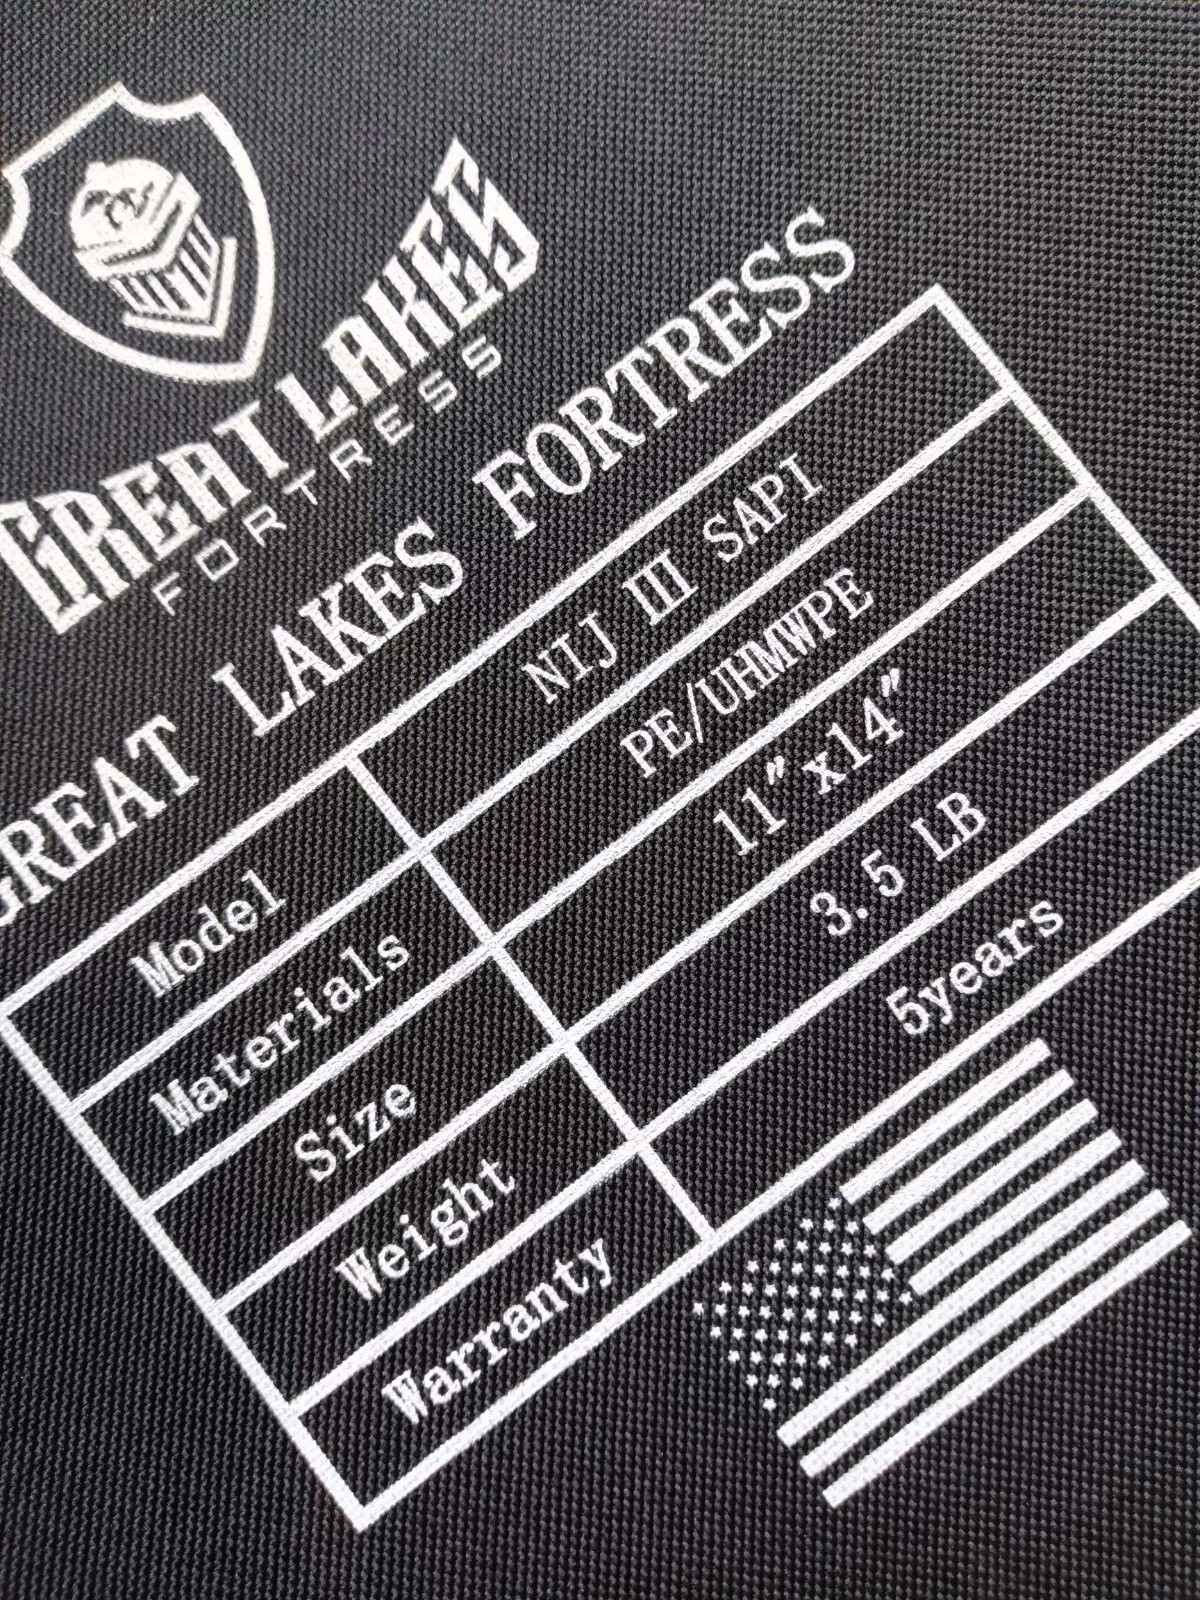 GREAT LAKES
FORTRESS
GREAT LAKES FORTRESS
Model NIJ III SAPI
Materials PE/UHMWPE
Size 11"x14"
Weight 3.5 LB
Warranty 5years